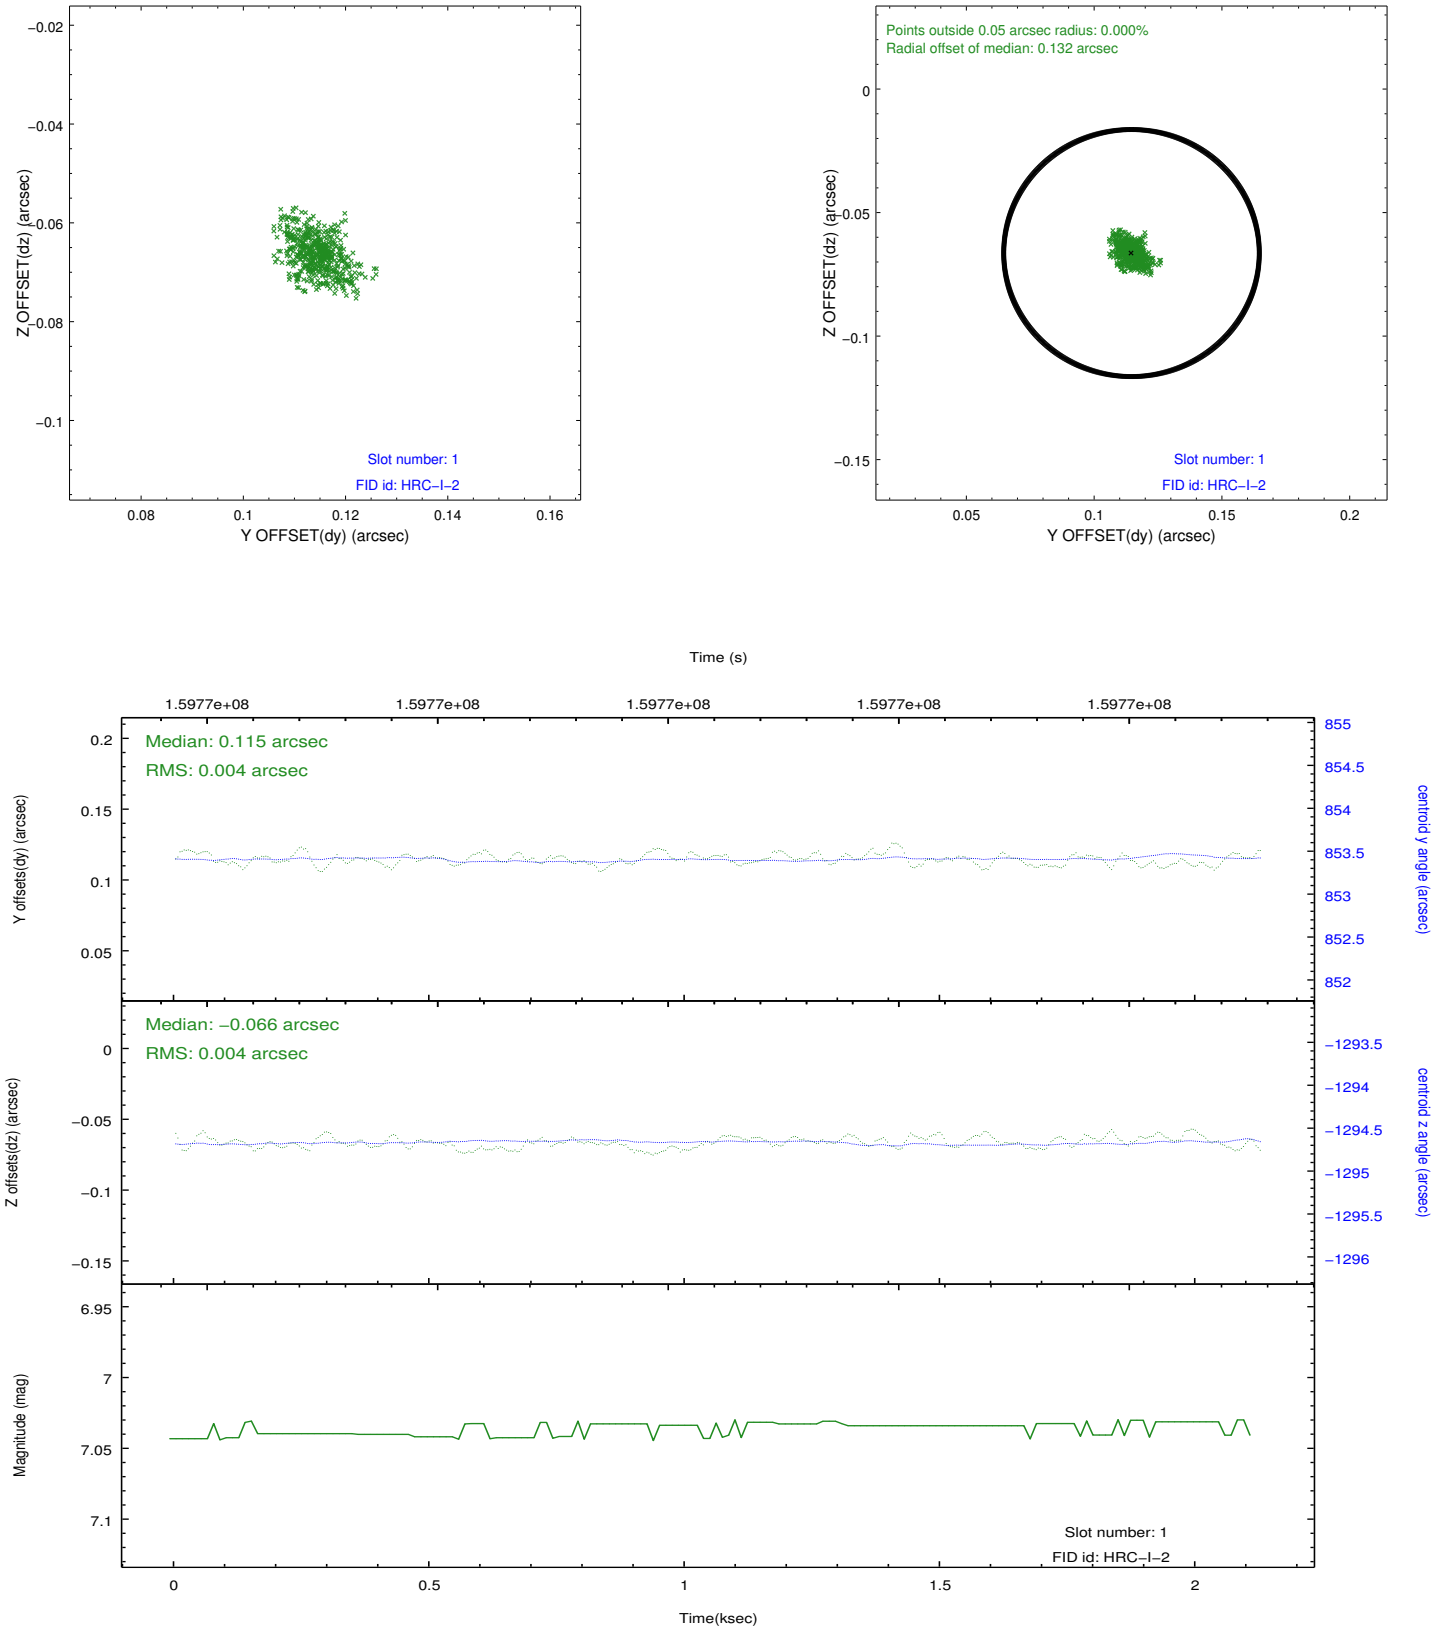 −0.02
−0.04
−0.06
−0.08
−0.1
Z OFFSET(dz) (arcsec)
Slot number: 1
FID id: HRC−I−2
0.08
0.1
0.12
0.14
0.16
Y OFFSET(dy) (arcsec)
Points outside 0.05 arcsec radius: 0.000%
Radial offset of median: 0.132 arcsec
0
−0.05
−0.1
−0.15
Z OFFSET(dz) (arcsec)
Slot number: 1
FID id: HRC−I−2
0.05
0.1
0.15
0.2
Y OFFSET(dy) (arcsec)
Time (s)
1.5977e+08
1.5977e+08
1.5977e+08
1.5977e+08
1.5977e+08
Median: 0.115 arcsec
RMS: 0.004 arcsec
0.2
0.15
0.1
0.05
Y offsets(dy) (arcsec)
855
854.5
854
853.5
853
852.5
852
centroid y angle (arcsec)
Median: −0.066 arcsec
RMS: 0.004 arcsec
0
−0.05
−0.1
−0.15
Z offsets(dz) (arcsec)
−1293.5
−1294
−1294.5
−1295
−1295.5
−1296
centroid z angle (arcsec)
6.95
7
7.05
7.1
Magnitude (mag)
Slot number: 1
FID id: HRC−I−2
0
0.5
1
1.5
2
Time(ksec)